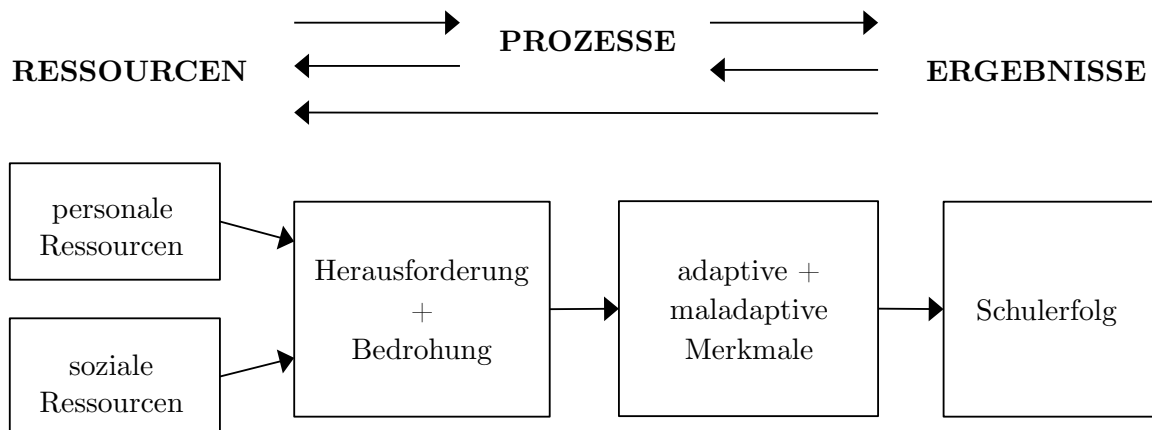 PROZESSE
RESSOURCEN
ERGEBNISSE
personale
Ressourcen
soziale
Ressourcen
Herausforderung
+
Bedrohung
adaptive +
maladaptive
Merkmale
Schulerfolg